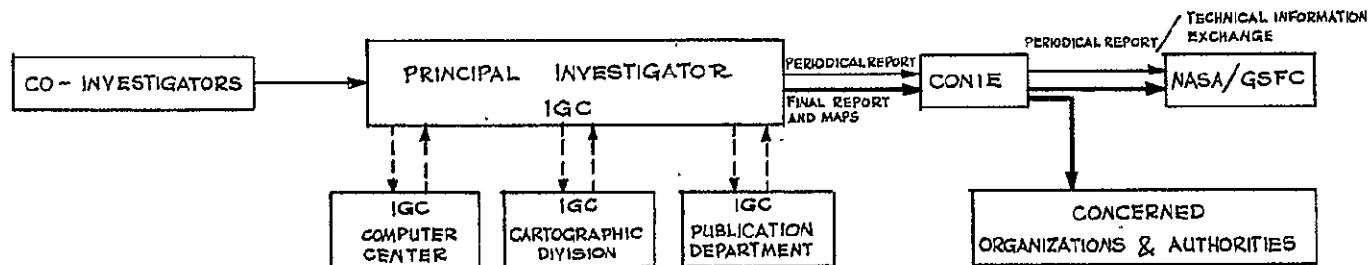 CO - INVESTIGATORS
PRINCIPAL INVESTIGATOR
IGC
PERIODICAL REPORT
FINAL REPORT
AND MAPS
CONIE
PERIODICAL REPORT
TECHNICAL INFORMATION
EXCHANGE
NASA/GSFC
IGC
COMPUTER
CENTER
IGC
CARTOGRAPHIC
DIVISION
IGC
PUBLICATION
DEPARTMENT
CONCERNED
ORGANIZATIONS & AUTHORITIES